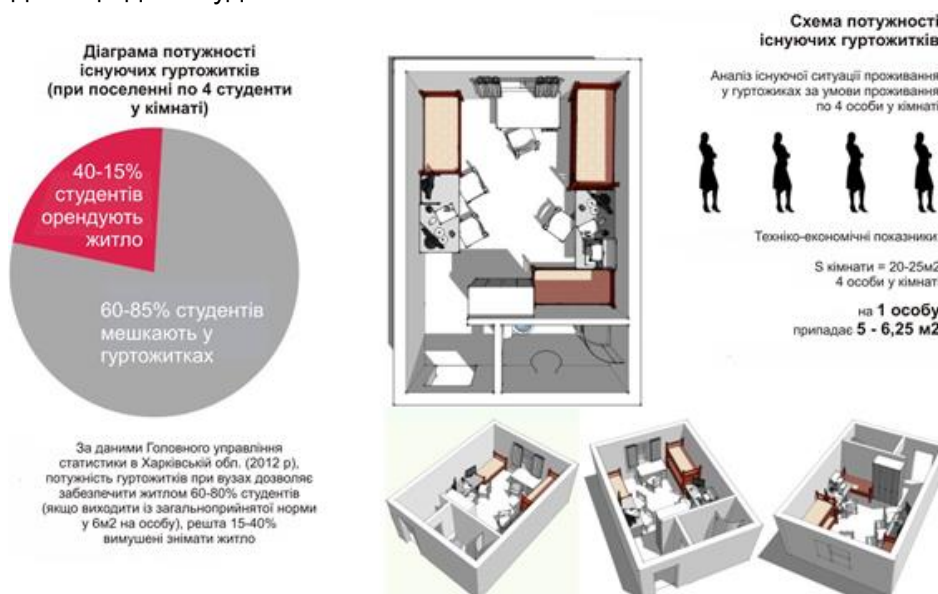 Діаграма потужності
існуючих гуртожитків
(при поселенні по 4 студенти
у кімнаті)
40-15%
студентів
орендують
житло
60-85% студентів
мешкають у
гуртожитках
За даними Головного управління
статистики в Харківській обл. (2012 р),
потужність гуртожитків при вузах дозволяє
забезпечити житлом 60-80% студентів
(якщо виходити із загальноприйнятої норми
у 6м2 на особу), решта 15-40%
вимушені знімати житло
Схема потужності
існуючих гуртожитків
Аналіз існуючої ситуації проживання
у гуртожиках за умови проживання
по 4 особи у кімнаті
Техніко-економічні показники:
S кімнати = 20-25м2
4 особи у кімнаті
на 1 особу
припадає 5 - 6,25 м2